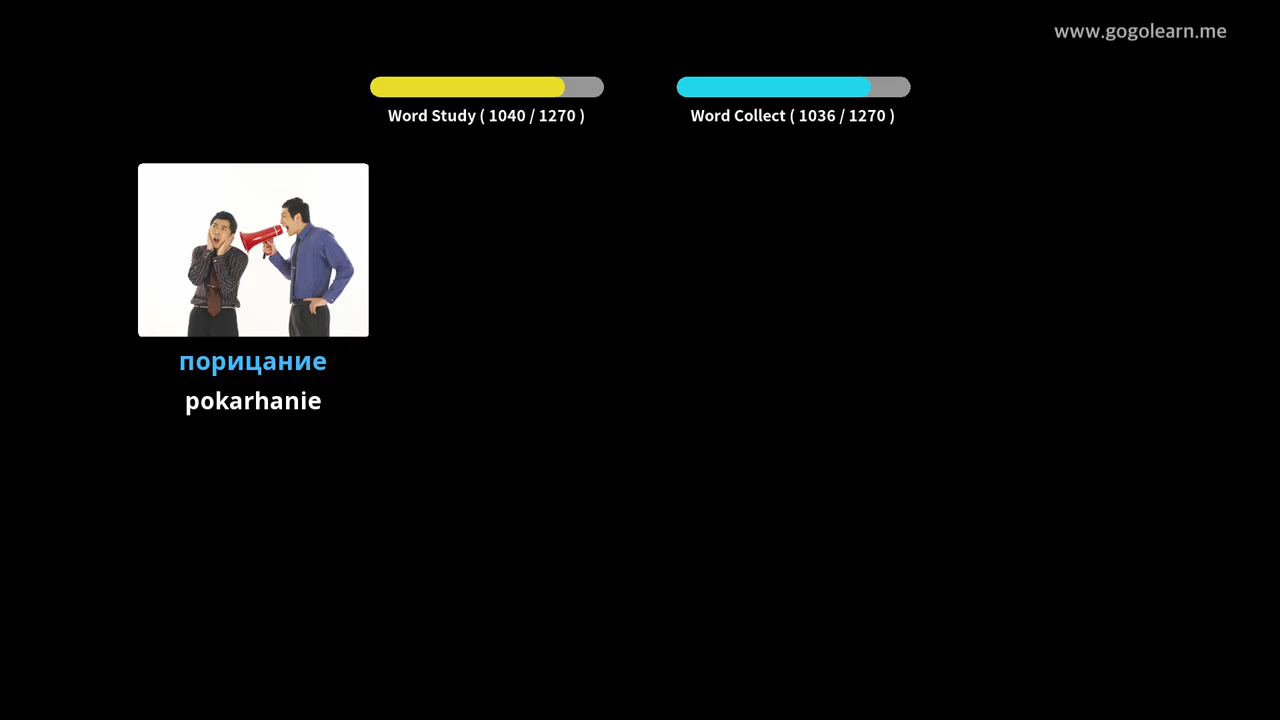 www.gogolearn.me
Word Study ( 1040 / 1270 )
Word Collect ( 1036 / 1270 )
порицание
pokarhanie